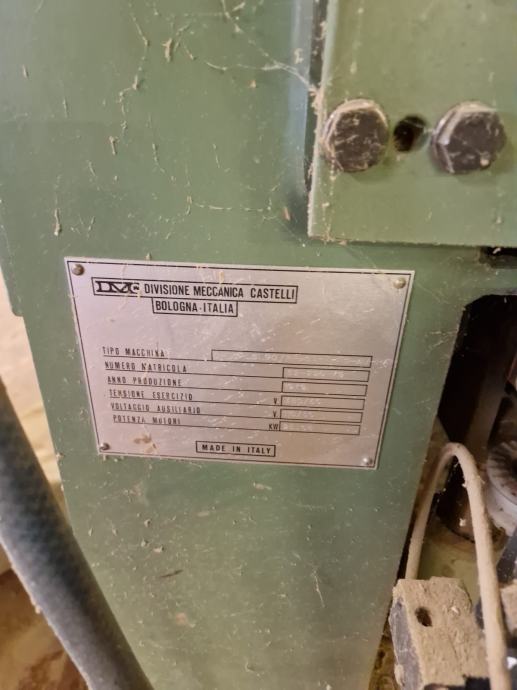 DMC DIVISIONE MECCANICA CASTELLI
BOLOGNA-ITALIA
TIPO MACCHINA
NUMERO MATRICOLA
ANNO PRODUZIONE
TENSIONE ESERCIZIO V
VOLTAGGIO AUSILIARIO V
POTENZA MOTORI KW
MADE IN ITALY